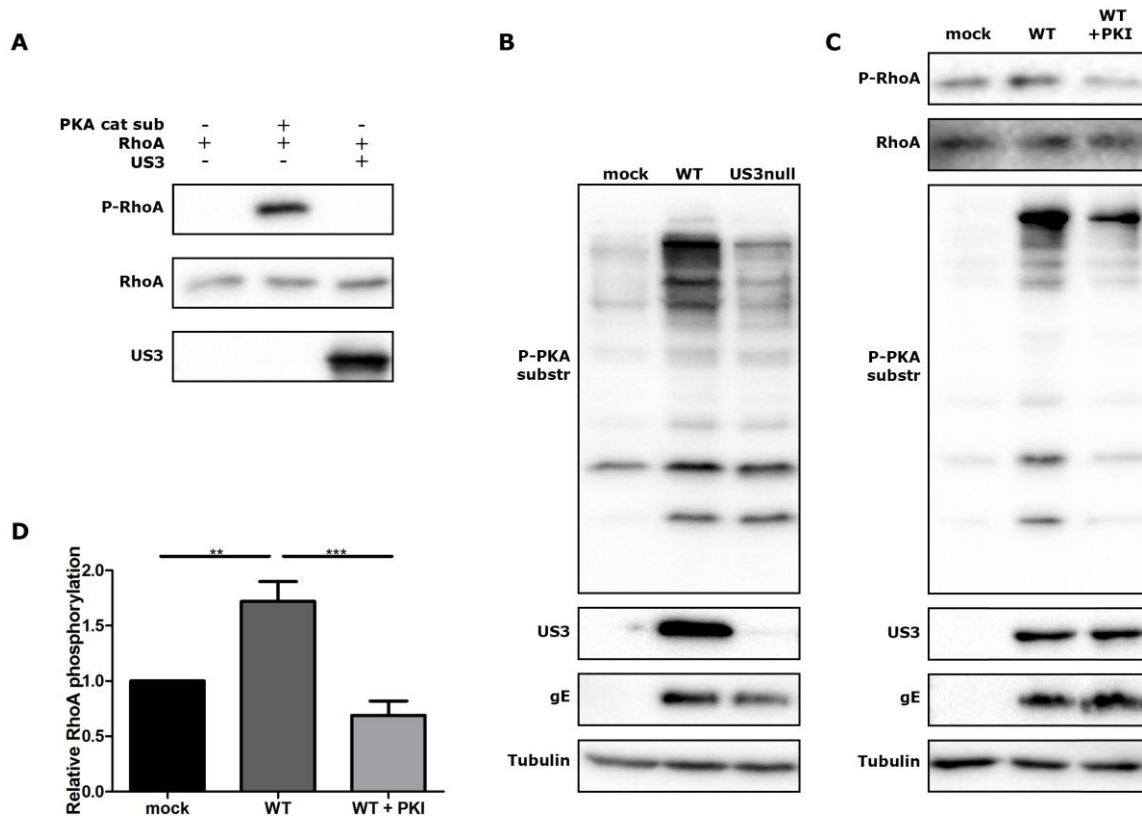 A
PKA cat sub - + -
RhoA + + +
US3 - - +
P-RhoA
RhoA
US3
B
mock WT US3null
P-PKA
substr
US3
gE
Tubulin
C
mock WT WT
+PKI
P-RhoA
RhoA
P-PKA
substr
US3
gE
Tubulin
D
Relative RhoA phosphorylation
** ***
2.0
1.5
1.0
0.5
0.0
mock WT WT + PKI